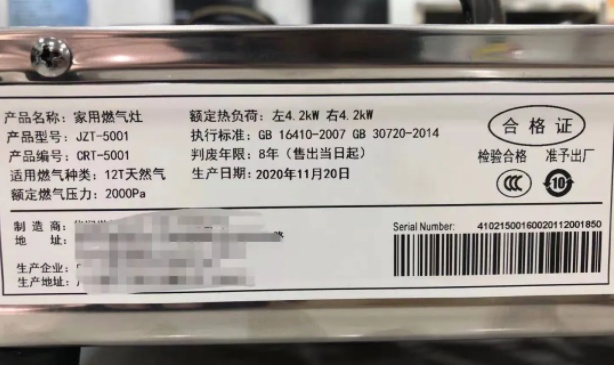 产品名称：家用燃气灶
产品型号：JZT-5001
产品编号：CRT-5001
适用燃气种类：12T天然气
额定燃气压力：2000Pa
额定热负荷：左4.2kW 右4.2kW
执行标准：GB 16410-2007 GB 30720-2014
判废年限：8年（售出当日起）
生产日期：2020年11月20日
合格证
检验合格 准予出厂
CCC
10
制造商：
地 址：
生产企业：
生产地址：
Serial Number: 41021500160020112001850